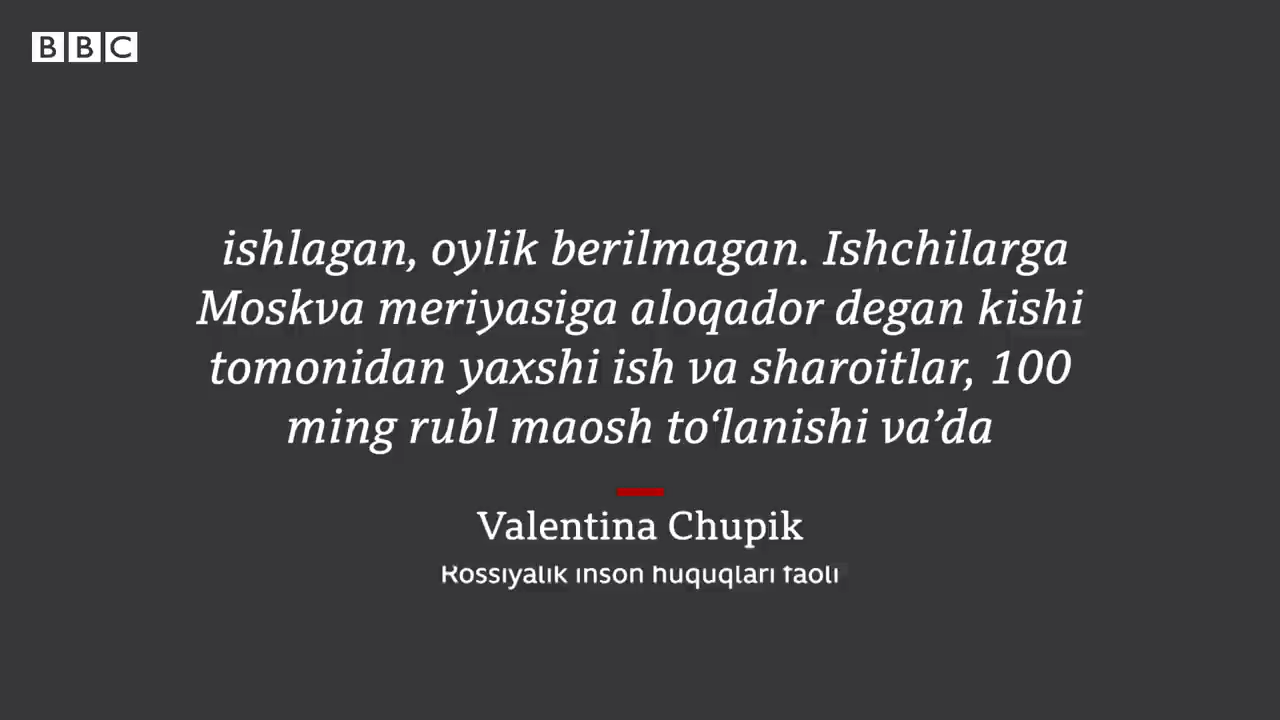 BBC
ishlagan, oylik berilmagan. Ishchilarga
Moskva meriyasiga aloqador degan kishi
tomonidan yaxshi ish va sharoitlar, 100
ming rubl maosh to‘lanishi va’da
Valentina Chupik
Rossiyalik inson huquqlari faoli